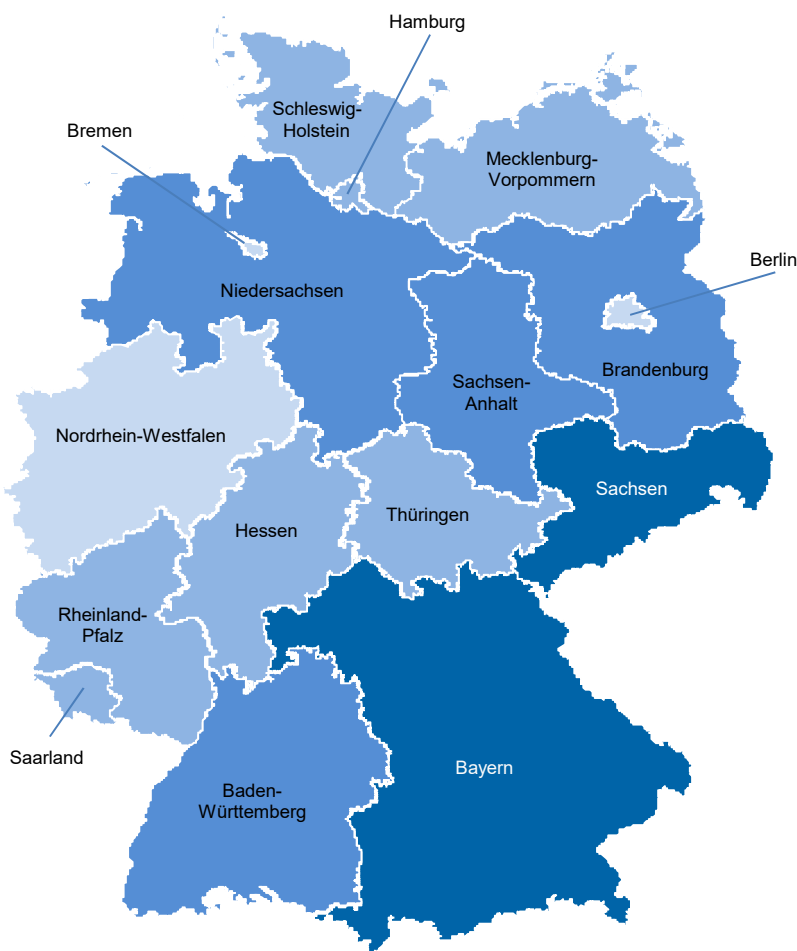 Hamburg
Schleswig-
Holstein
Bremen
Mecklenburg-
Vorpommern
Berlin
Niedersachsen
Brandenburg
Sachsen-
Anhalt
Nordrhein-Westfalen
Sachsen
Thüringen
Hessen
Rheinland-
Pfalz
Saarland
Bayern
Baden-
Württemberg